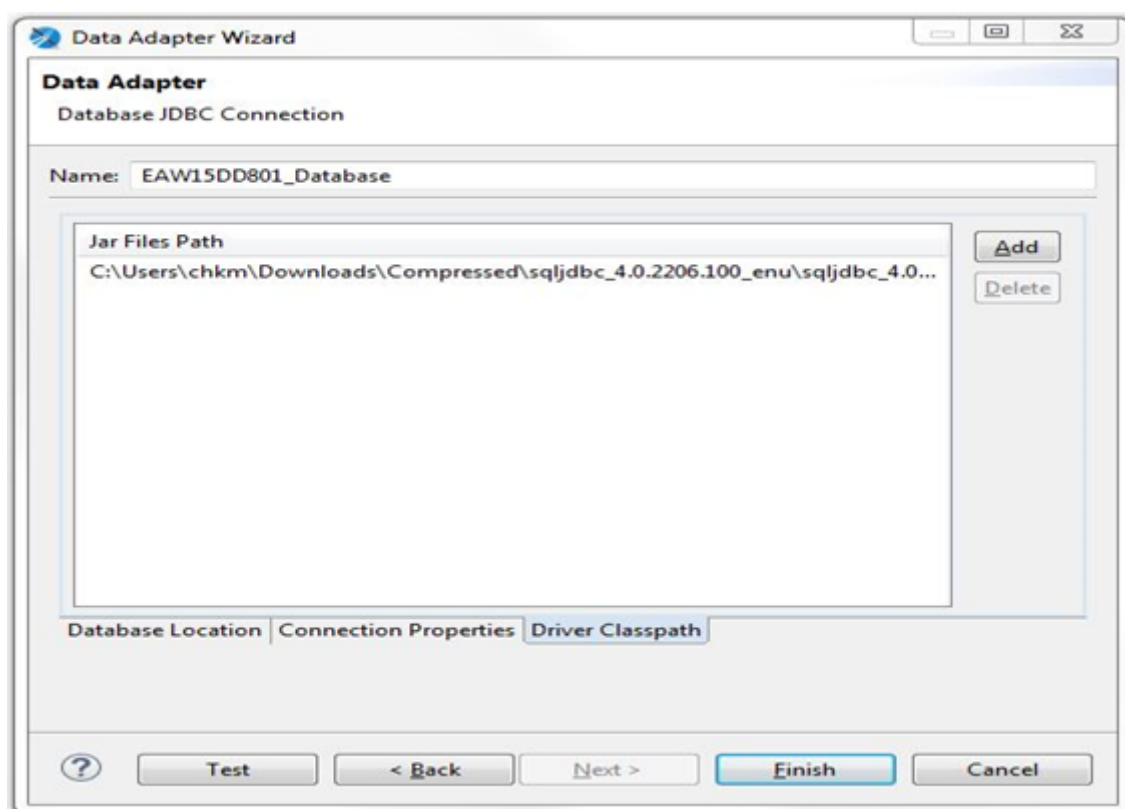 Data Adapter Wizard
Data Adapter
Database JDBC Connection
Name: EAW15DD801_Database
Jar Files Path
Add
C:\Users\chkm\Downloads\Compressed\sqljdbc_4.0.2206.100_enu\sqljdbc_4.0...
Delete
Database Location Connection Properties Driver Classpath
? Test < Back Next > Finish Cancel